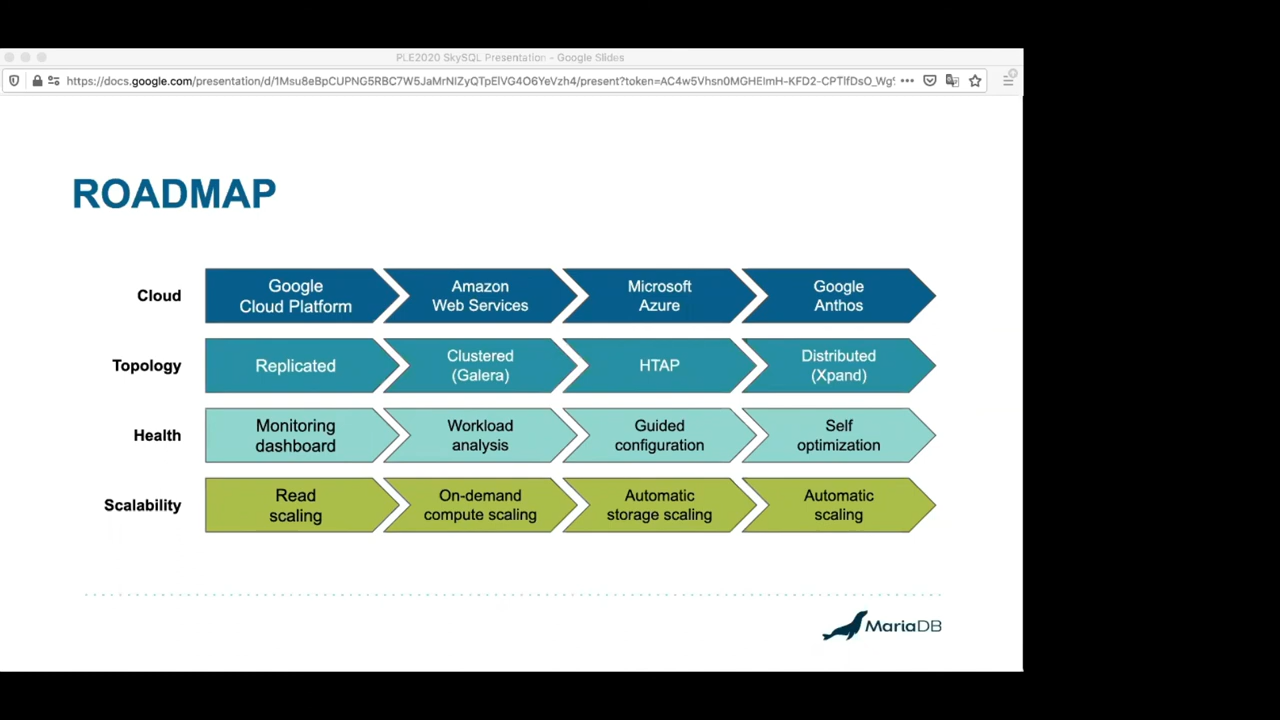 PLE2020 SkySQL Presentation - Google Slides
ROADMAP
Cloud
Google
Cloud Platform
Amazon
Web Services
Microsoft
Azure
Google
Anthos
Topology
Replicated
Clustered
(Galera)
HTAP
Distributed
(Xpand)
Health
Monitoring
dashboard
Workload
analysis
Guided
configuration
Self
optimization
Scalability
Read
scaling
On-demand
compute scaling
Automatic
storage scaling
Automatic
scaling
MariaDB